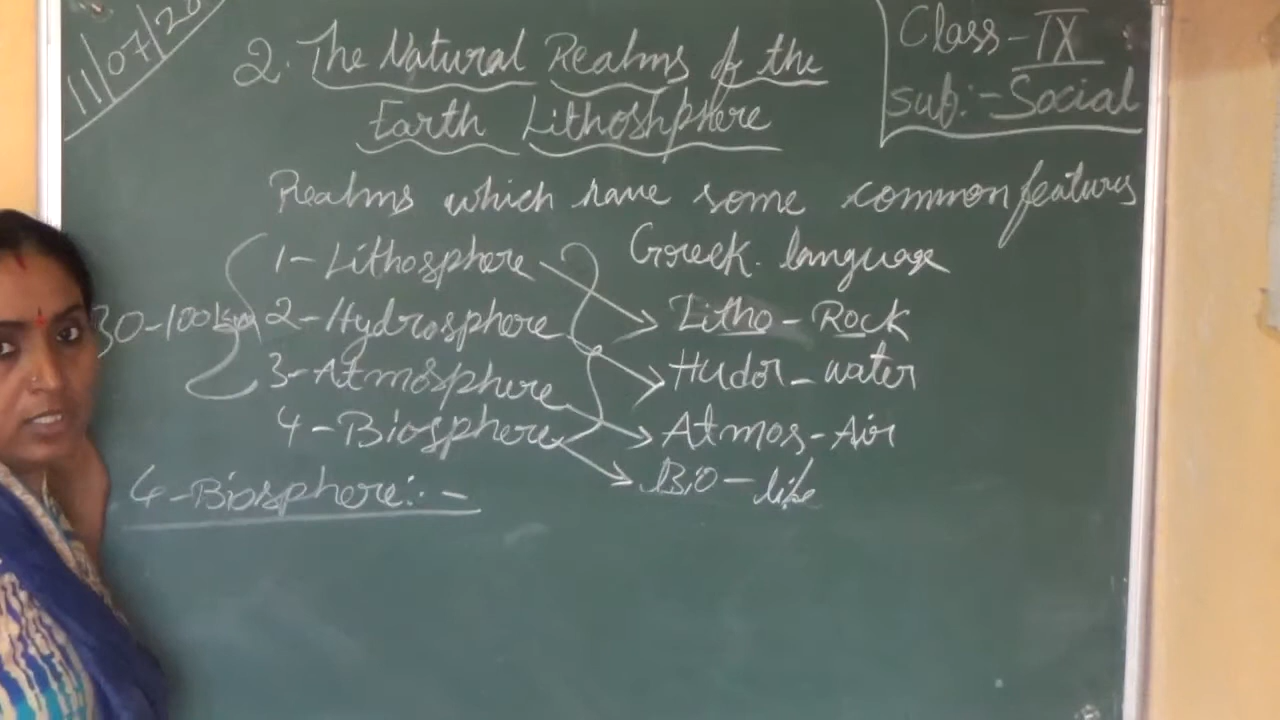 11/07/20
Class-IX
sub:-Social
2. The Natural Realms of the
Earth Lithoshphere
Realms which have some common features
1-Lithosphere
Greek language
30-100km
2-Hydrosphere
Litho-Rock
3-Atmosphere
Hudor-water
4-Biosphere
Atmos-Air
Bio-life
4-Biosphere:-